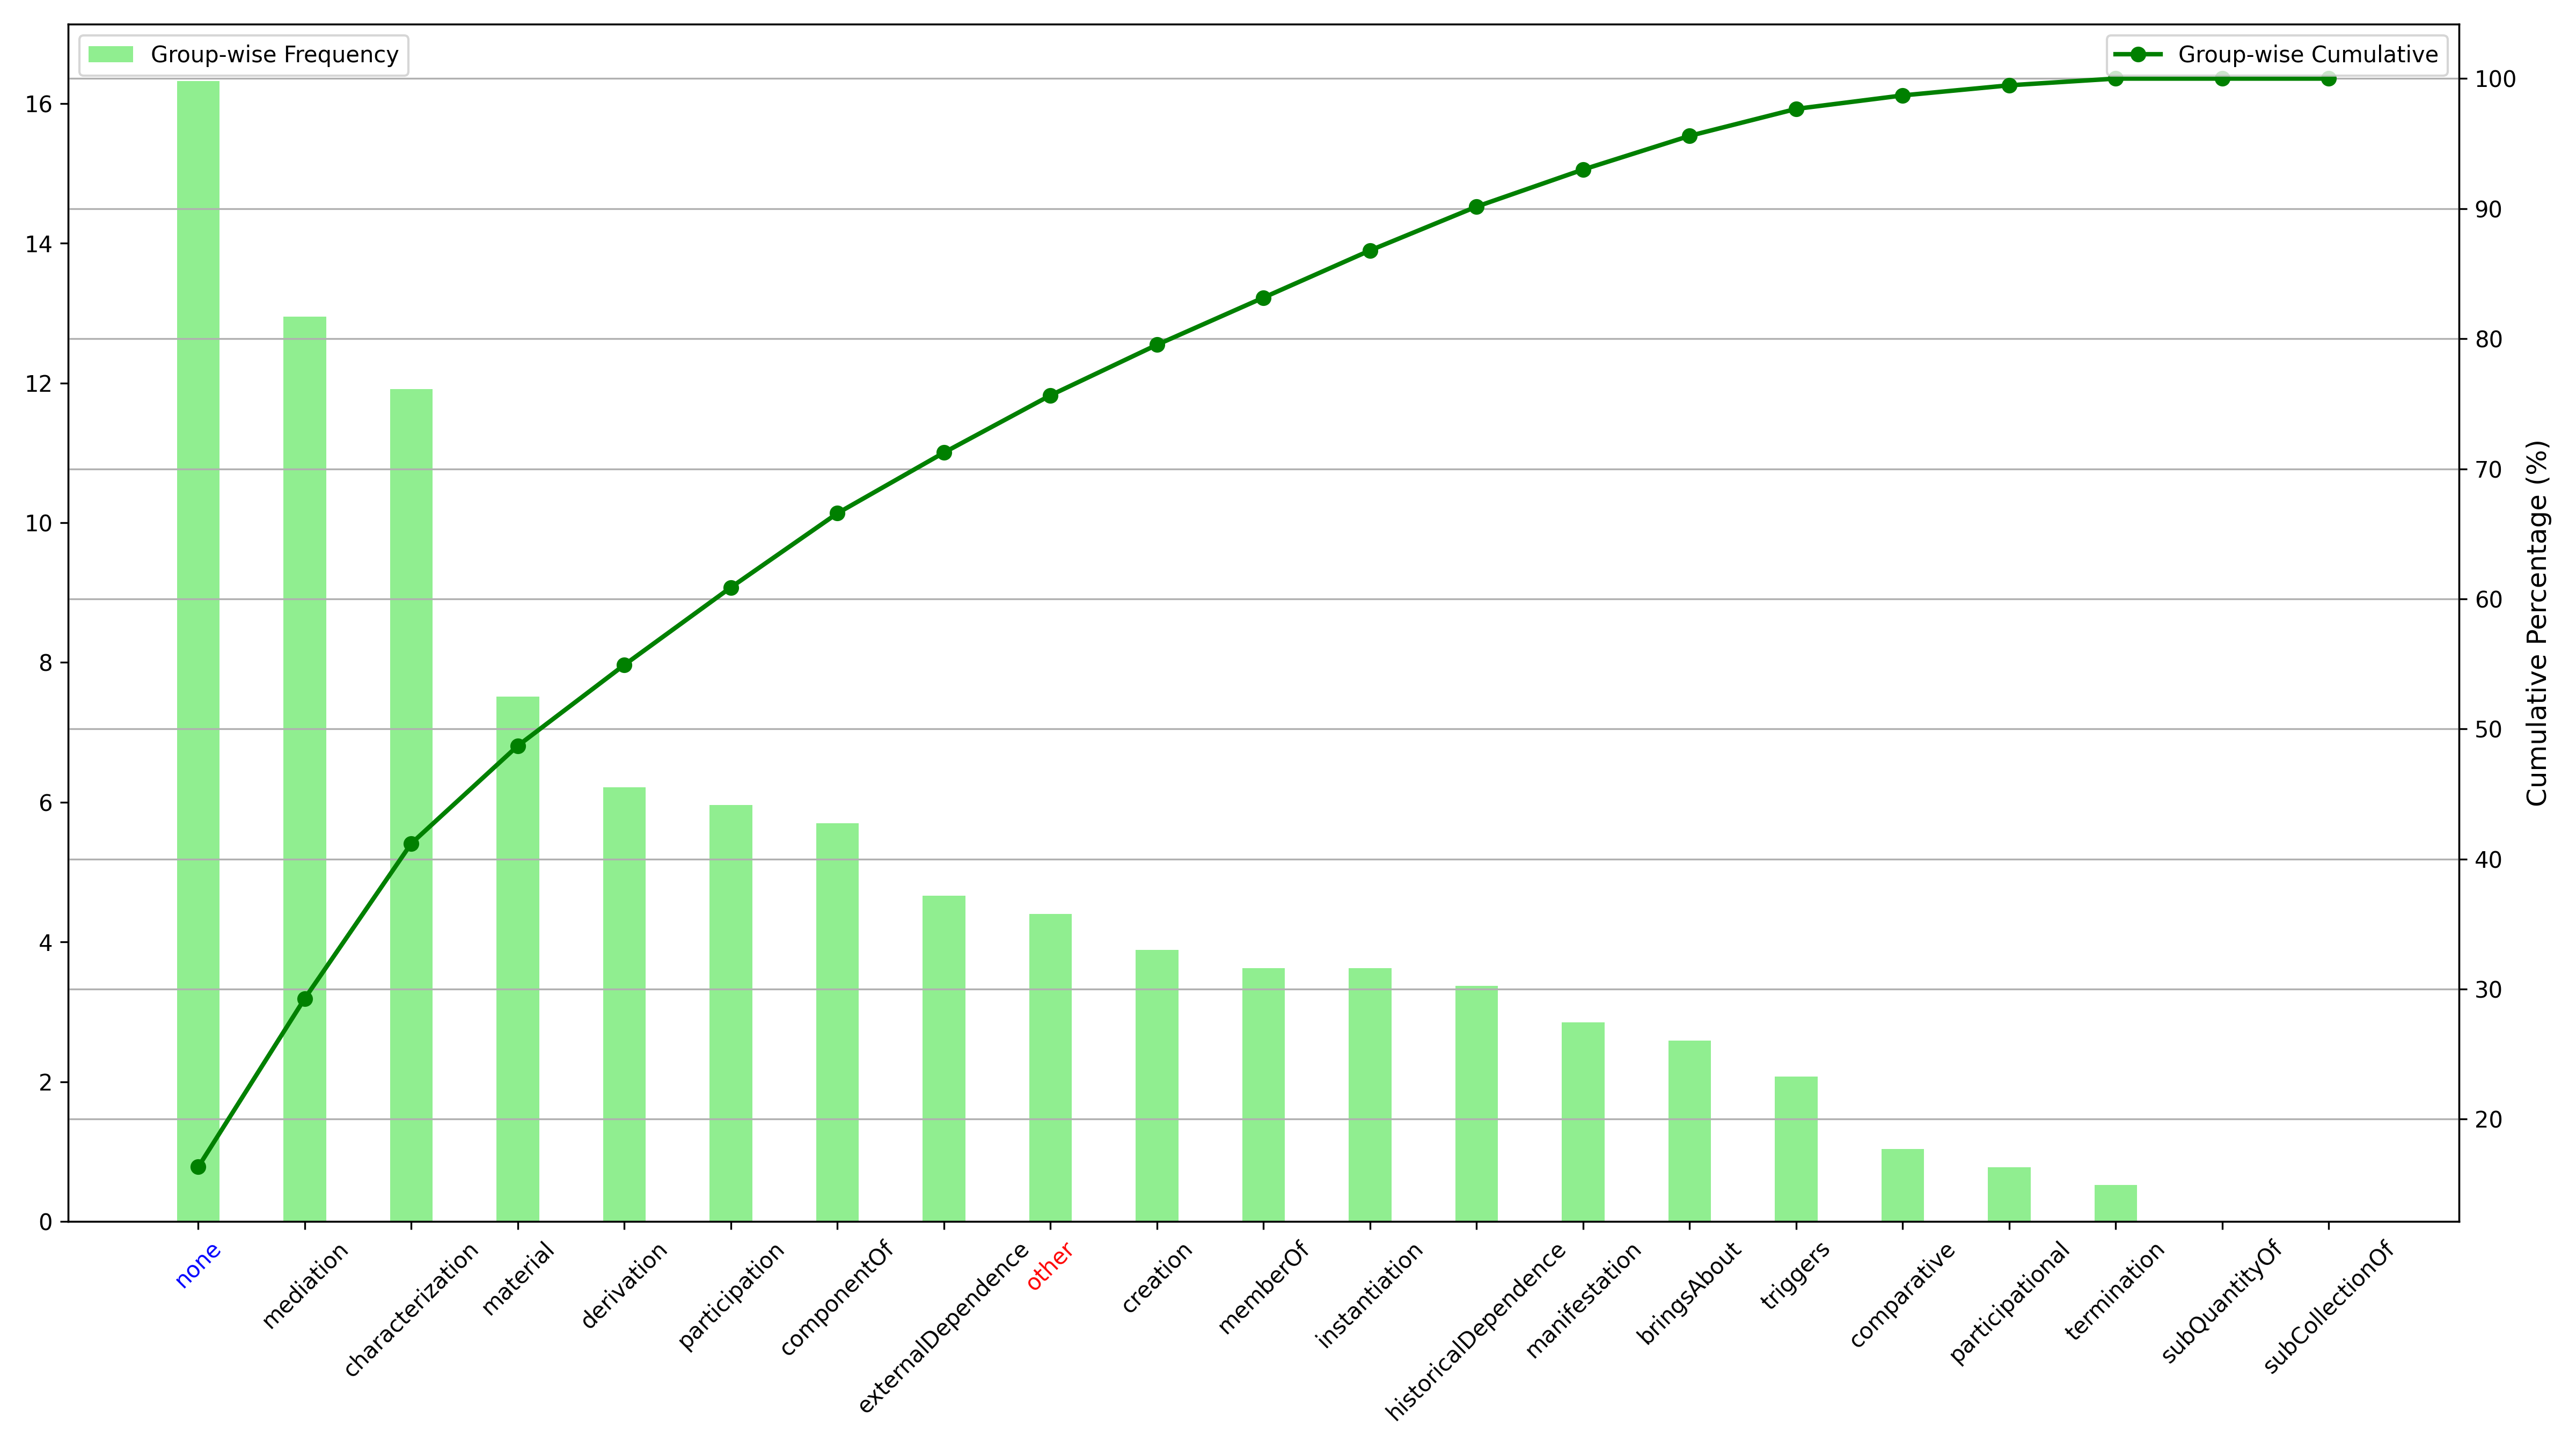 Group-wise Frequency
Group-wise Cumulative
16
14
12
10
8
6
4
2
0
100
90
80
70
60
50
40
30
20
Cumulative Percentage (%)
none
mediation
characterization
material
derivation
participation
componentOf
externalDependence
other
creation
memberOf
instantiation
historicalDependence
manifestation
bringsAbout
triggers
comparative
participational
termination
subQuantityOf
subCollectionOf